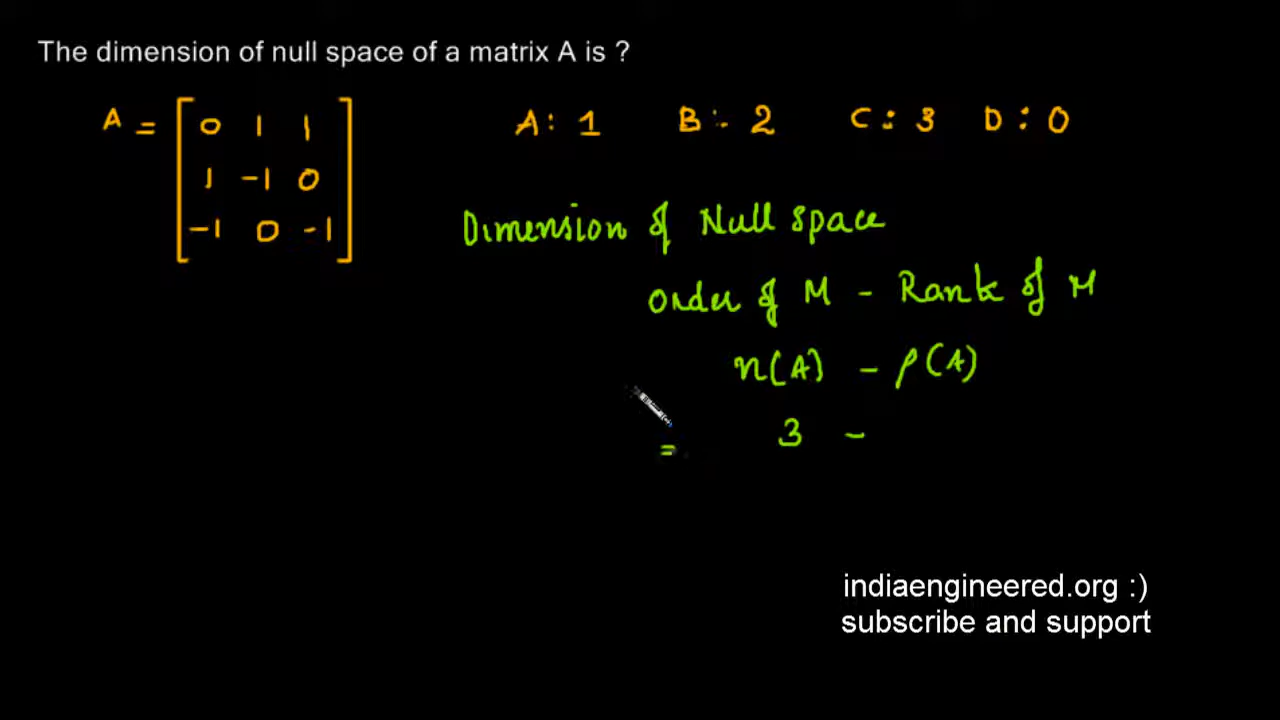 The dimension of null space of a matrix A is ?
A = [ 0 1 1
1 -1 0
-1 0 -1 ]
A: 1 B:- 2 C: 3 D: 0
Dimension of Null Space
Order of M - Rank of M
n(A) - ρ(A)
= 3 -
indiaengineered.org :)
subscribe and support